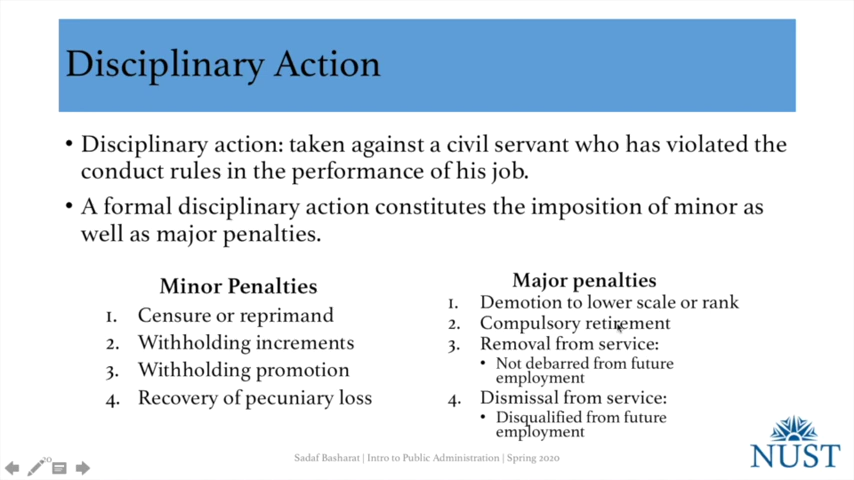 Disciplinary Action
• Disciplinary action: taken against a civil servant who has violated the
conduct rules in the performance of his job.
• A formal disciplinary action constitutes the imposition of minor as
well as major penalties.
Minor Penalties
1. Censure or reprimand
2. Withholding increments
3. Withholding promotion
4. Recovery of pecuniary loss
Major penalties
1. Demotion to lower scale or rank
2. Compulsory retirement
3. Removal from service:
• Not debarred from future
employment
4. Dismissal from service:
• Disqualified from future
employment
20
Sadaf Basharat | Intro to Public Administration | Spring 2020
NUST